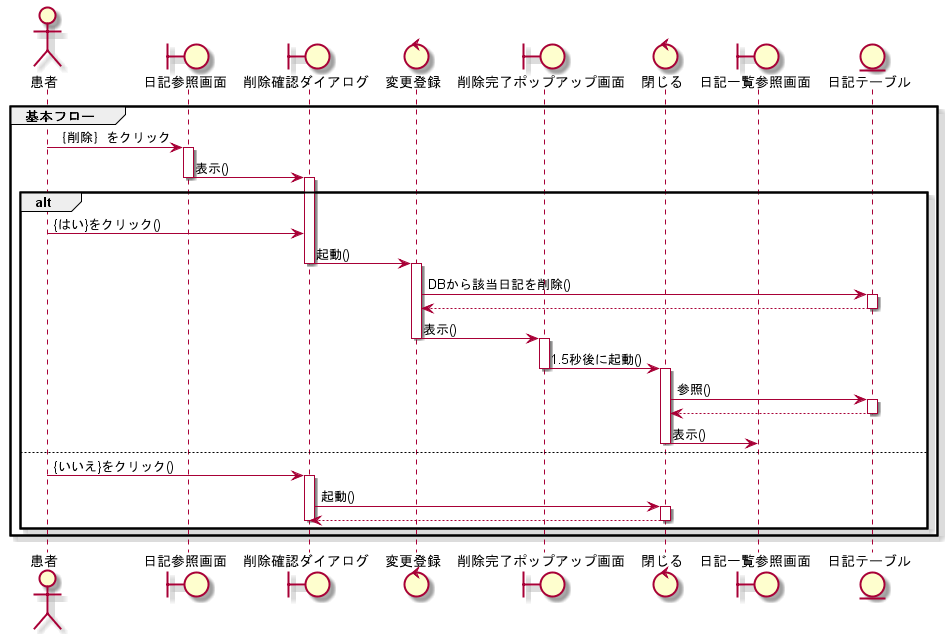 患者 日記参照画面 削除確認ダイアログ 変更登録 削除完了ポップアップ画面 閉じる 日記一覧参照画面 日記テーブル
基本フロー
{削除} をクリック
表示()
alt
{はい}をクリック()
起動()
DBから該当日記を削除()
表示()
1.5秒後に起動()
参照()
表示()
{いいえ}をクリック()
起動()
患者 日記参照画面 削除確認ダイアログ 変更登録 削除完了ポップアップ画面 閉じる 日記一覧参照画面 日記テーブル